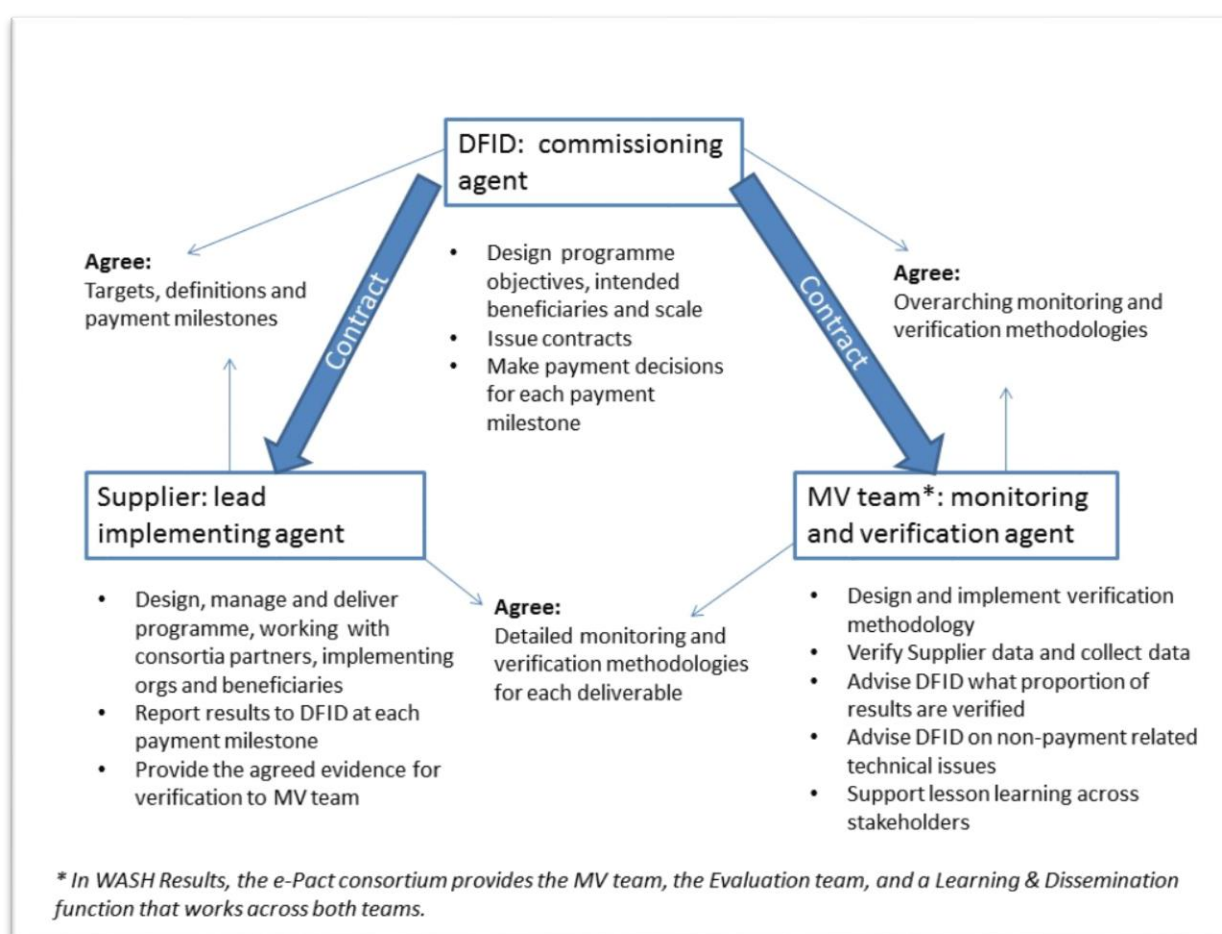 DFID: commissioning
agent
Agree:
Targets, definitions and
payment milestones
Contract
• Design programme
objectives, intended
beneficiaries and scale
• Issue contracts
• Make payment decisions
for each payment
milestone
Contract
Agree:
Overarching monitoring and
verification methodologies
Supplier: lead
implementing agent
• Design, manage and deliver
programme, working with
consortia partners, implementing
orgs and beneficiaries
• Report results to DFID at each
payment milestone
• Provide the agreed evidence for
verification to MV team
Agree:
Detailed monitoring and
verification methodologies
for each deliverable
MV team*: monitoring
and verification agent
• Design and implement verification
methodology
• Verify Supplier data and collect data
• Advise DFID what proportion of
results are verified
• Advise DFID on non-payment related
technical issues
• Support lesson learning across
stakeholders
* In WASH Results, the e-Pact consortium provides the MV team, the Evaluation team, and a Learning & Dissemination
function that works across both teams.